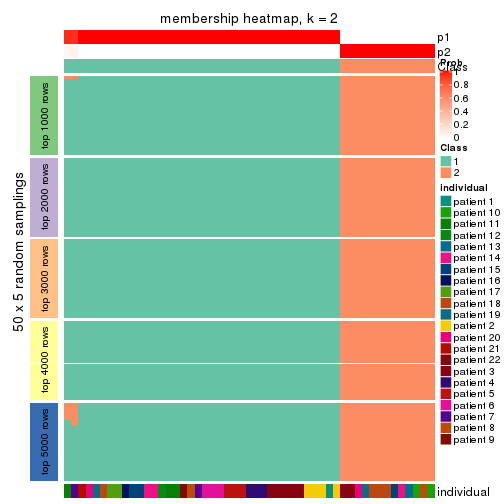 membership heatmap, k = 2
p1
p2
Class
Prob
1
0.8
0.6
0.4
0.2
0
Class
1
2
individual
patient 1
patient 10
patient 11
patient 12
patient 13
patient 14
patient 15
patient 16
patient 17
patient 18
patient 19
patient 2
patient 20
patient 21
patient 22
patient 3
patient 4
patient 5
patient 6
patient 7
patient 8
patient 9
50 x 5 random samplings
top 1000 rows
top 2000 rows
top 3000 rows
top 4000 rows
top 5000 rows
individual